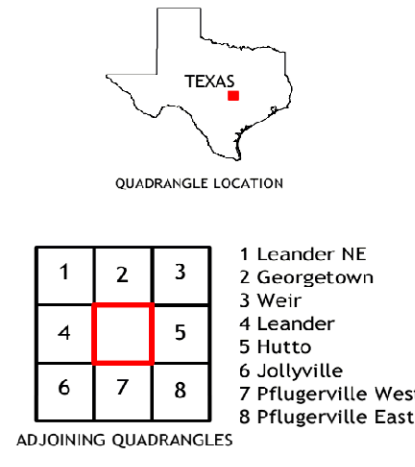 TEXAS
QUADRANGLE LOCATION
1 2 3
4 5
6 7 8
1 Leander NE
2 Georgetown
3 Weir
4 Leander
5 Hutto
6 Jollyville
7 Pflugerville West
8 Pflugerville East
ADJOINING QUADRANGLES